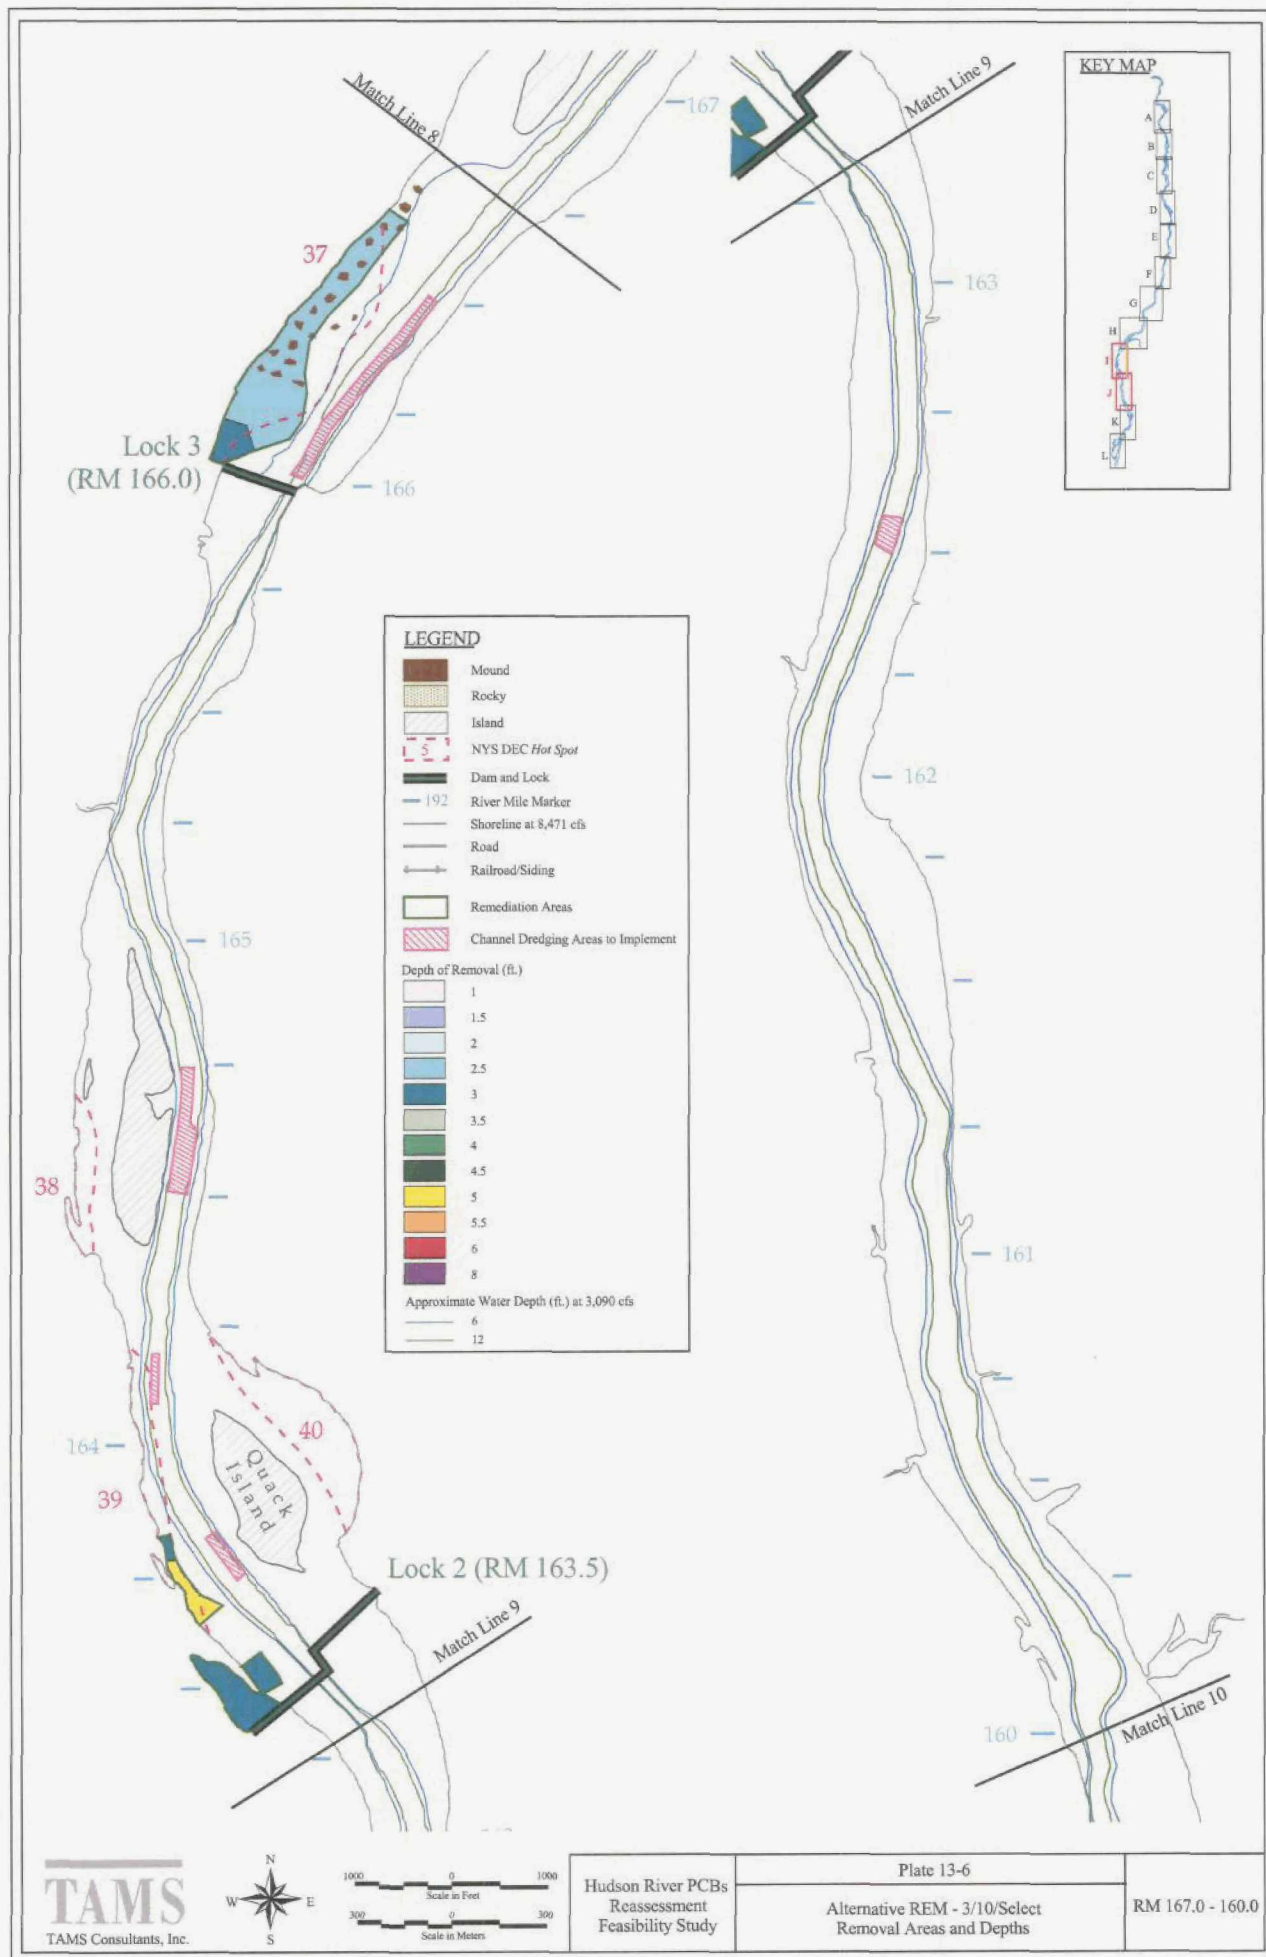 Match Line 8
167
37
Lock 3
(RM 166.0)
166
165
38
164
39
40
Quack
Island
Lock 2 (RM 163.5)
Match Line 9
Match Line 9
163
162
161
160
Match Line 10
KEY MAP
A
B
C
D
E
F
G
H
I
J
K
L
LEGEND
Mound
Rocky
Island
5 NYS DEC Hot Spot
Dam and Lock
192 River Mile Marker
Shoreline at 8,471 cfs
Road
Railroad/Siding
Remediation Areas
Channel Dredging Areas to Implement
Depth of Removal (ft.)
1
1.5
2
2.5
3
3.5
4
4.5
5
5.5
6
8
Approximate Water Depth (ft.) at 3,090 cfs
6
12
TAMS
TAMS Consultants, Inc.
N
W E
S
1000 0 1000
Scale in Feet
300 0 300
Scale in Meters
Hudson River PCBs
Reassessment
Feasibility Study
Plate 13-6
Alternative REM - 3/10/Select
Removal Areas and Depths
RM 167.0 - 160.0